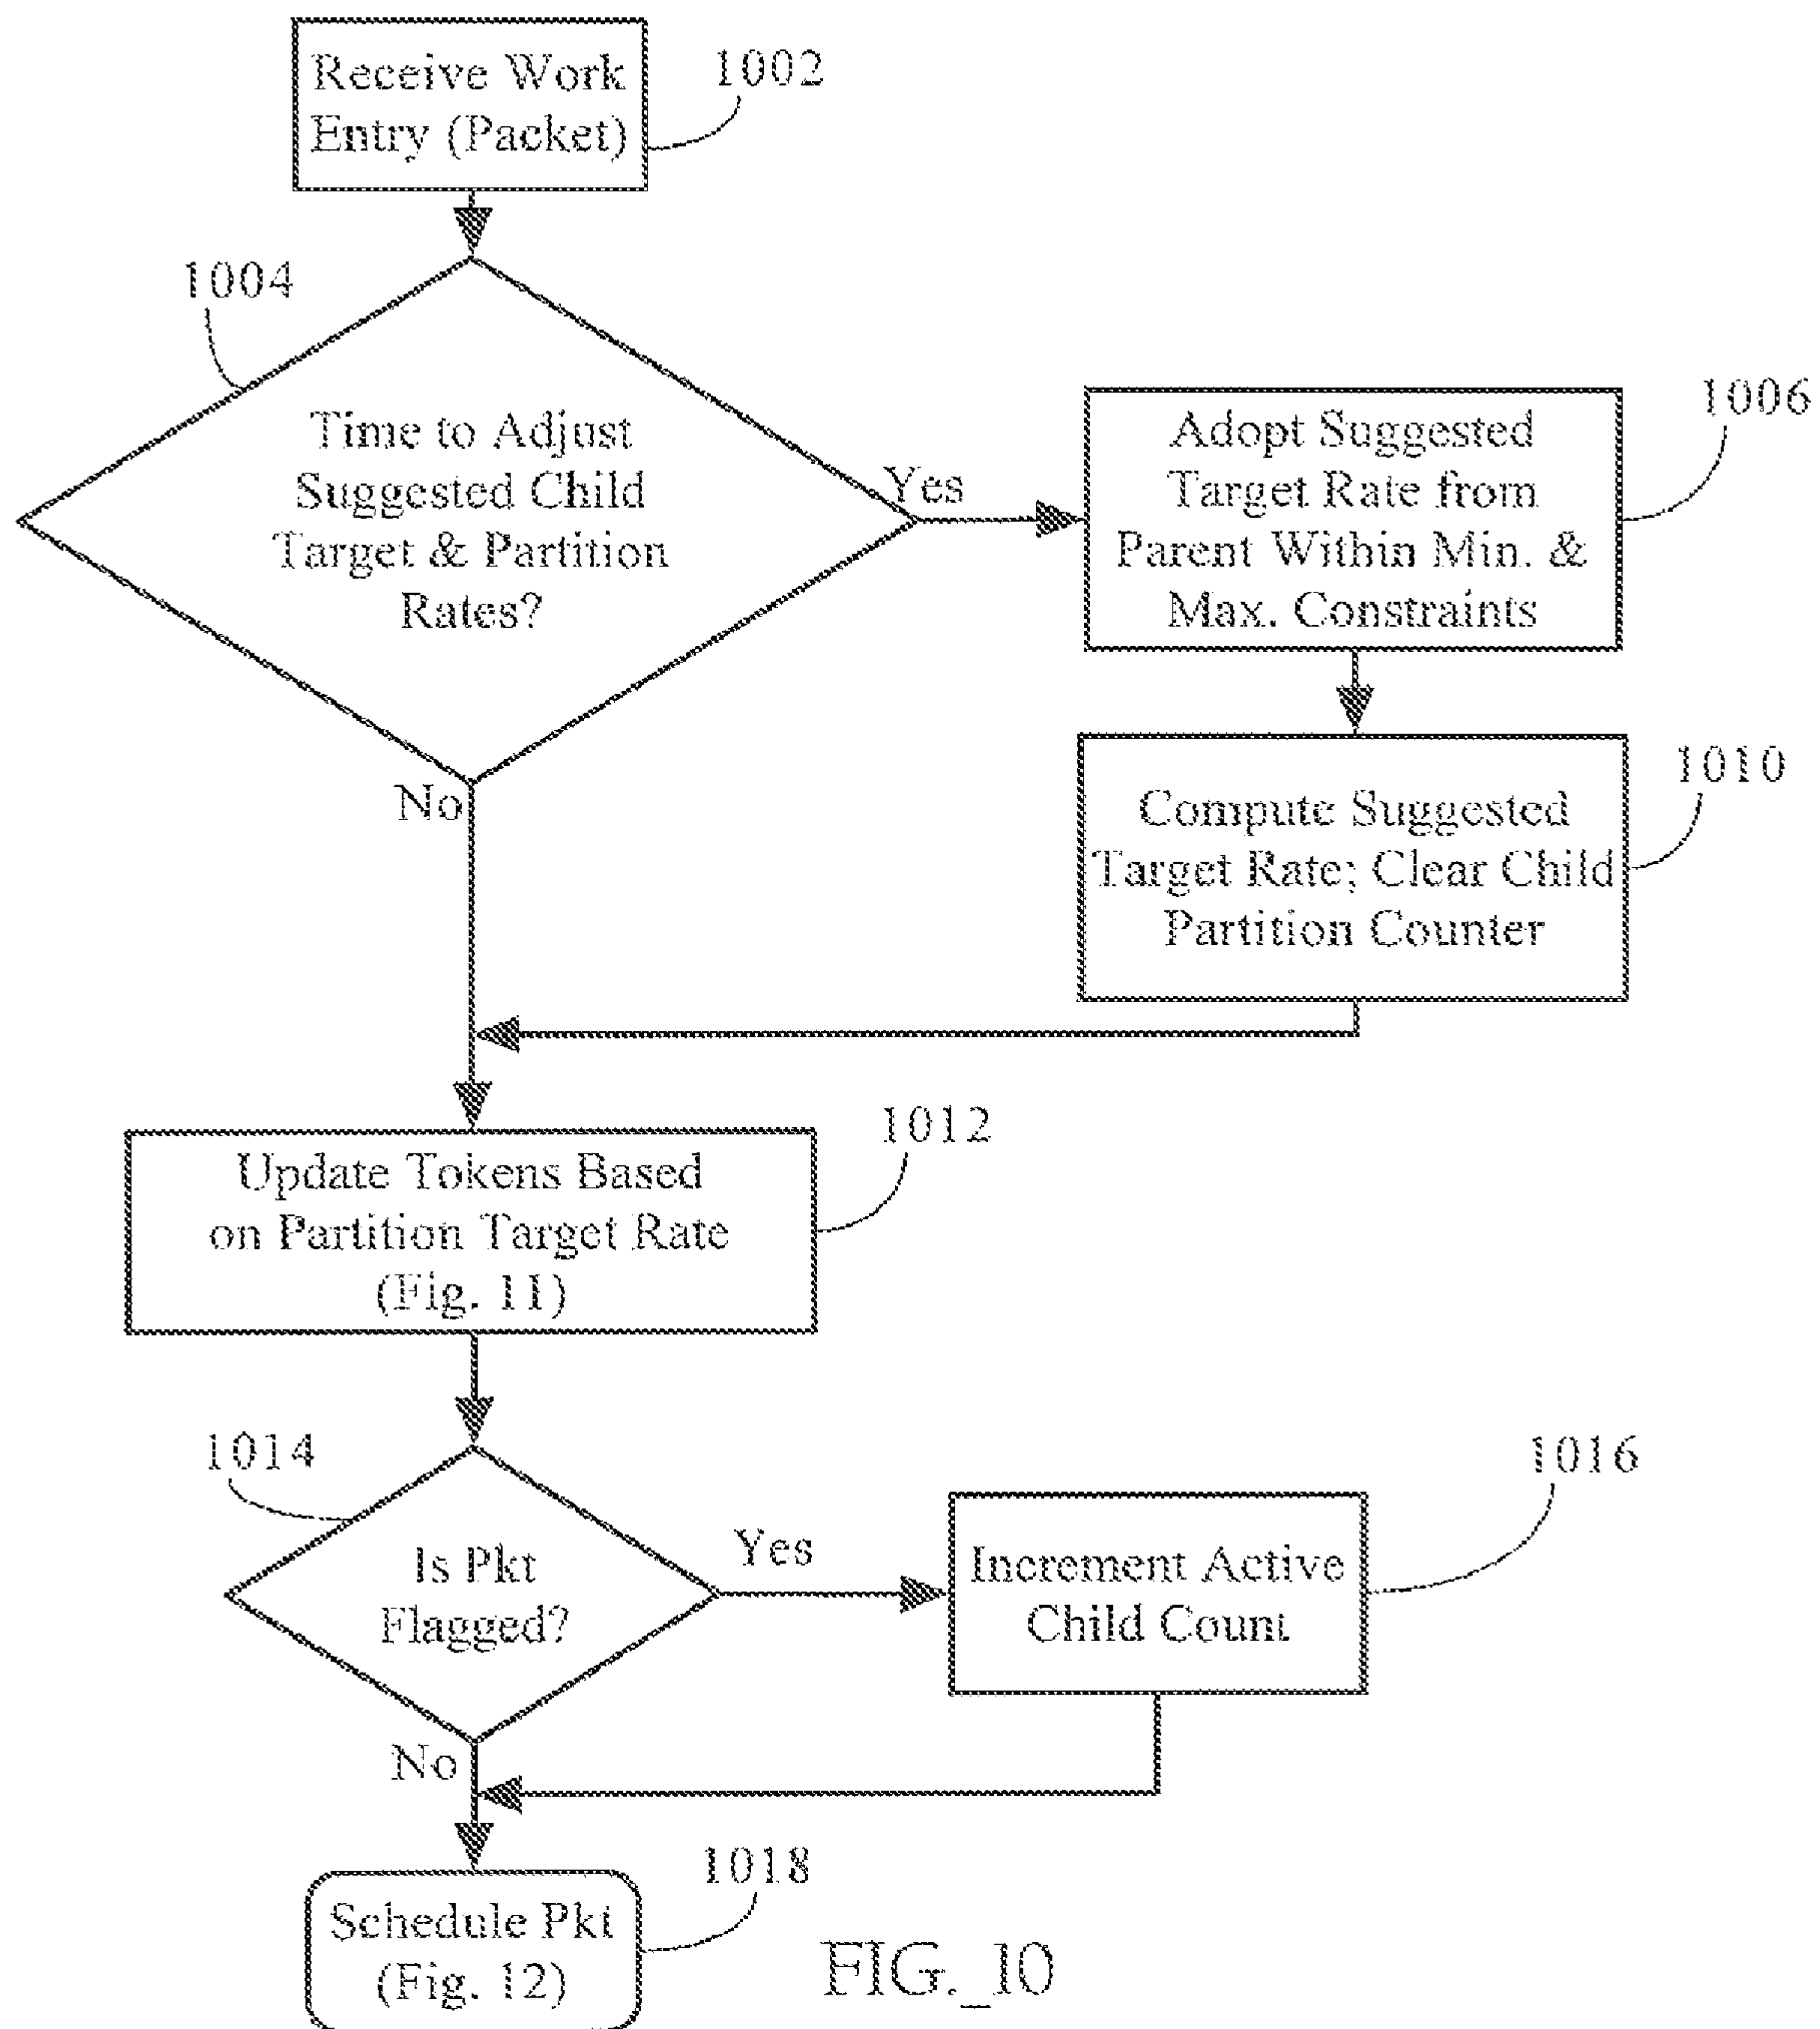 Receive Work
Entry (Packet)
1002
1004
Time to Adjust
Suggested Child
Target & Partition
Rates?
Yes
No
Adopt Suggested
Target Rate from
Parent Within Min. &
Max. Constraints
1006
Compute Suggested
Target Rate; Clear Child
Partition Counter
1010
Update Tokens Based
on Partition Target Rate
(Fig. 11)
1012
1014
Is Pkt
Flagged?
Yes
No
Increment Active
Child Count
1016
Schedule Pkt
(Fig. 12)
1018
FIG._10